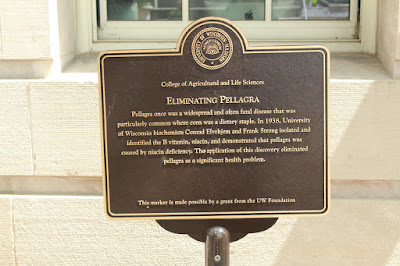 College of Agricultural and Life Sciences
ELIMINATING PELLAGRA
Pellagra once was a widespread and often fatal disease that was
particularly common where corn was a dietary staple. In 1938, University
of Wisconsin biochemists Conrad Elvehjem and Frank Strong isolated and
identified the B vitamin, niacin, and demonstrated that pellagra was
caused by niacin deficiency. The application of this discovery eliminated
pellagra as a significant health problem.
This marker is made possible by a grant from the UW Foundation